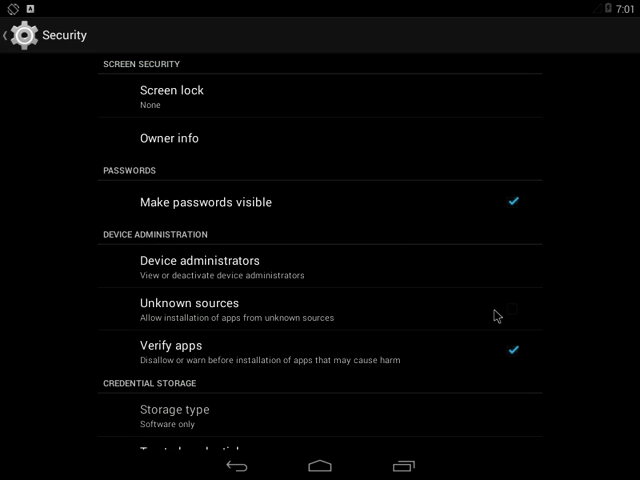 7:01
Security
SCREEN SECURITY
Screen lock
None
Owner info
PASSWORDS
Make passwords visible
DEVICE ADMINISTRATION
Device administrators
View or deactivate device administrators
Unknown sources
Allow installation of apps from unknown sources
Verify apps
Disallow or warn before installation of apps that may cause harm
CREDENTIAL STORAGE
Storage type
Software only